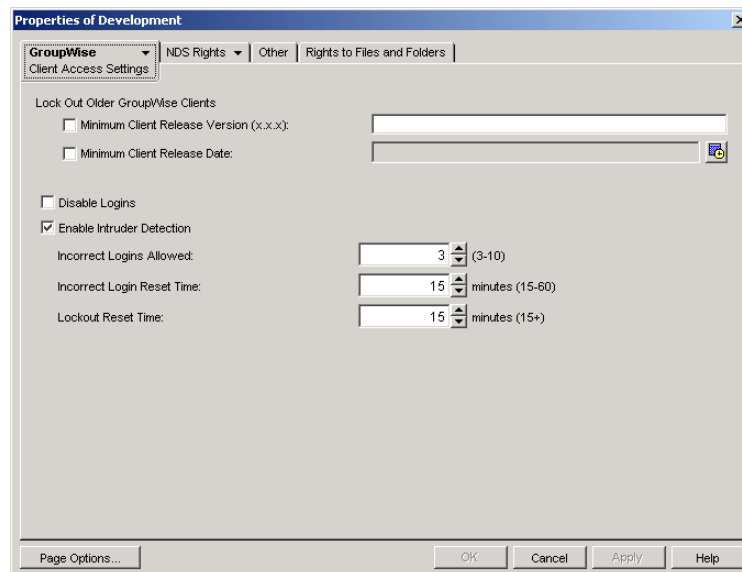 Properties of Development
GroupWise NDS Rights Other Rights to Files and Folders
Client Access Settings
Lock Out Older GroupWise Clients
Minimum Client Release Version (x.x.x):
Minimum Client Release Date:
Disable Logins
Enable Intruder Detection
Incorrect Logins Allowed: 3 (3-10)
Incorrect Login Reset Time: 15 minutes (15-60)
Lockout Reset Time: 15 minutes (15+)
Page Options... OK Cancel Apply Help